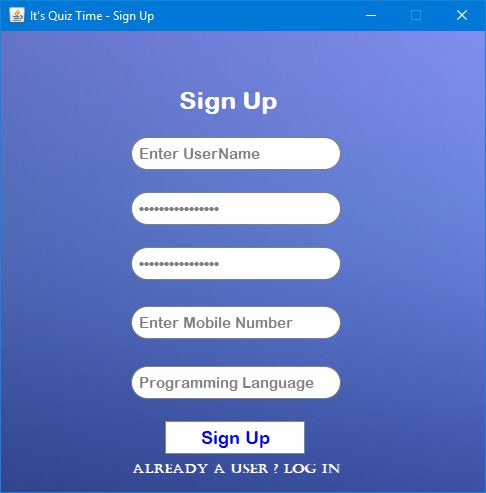 It's Quiz Time - Sign Up
Sign Up
Enter UserName
••••••••••••••••
••••••••••••••••
Enter Mobile Number
Programming Language
Sign Up
ALREADY A USER ? LOG IN